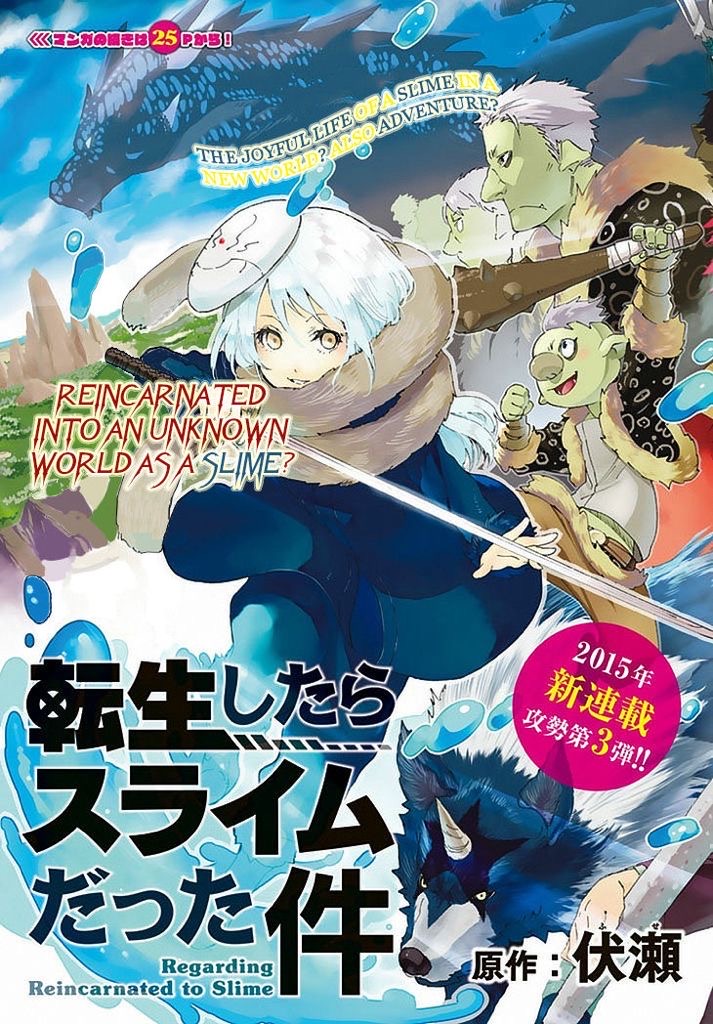 <<<マンガの続きは25Pから!
THE JOYFUL LIFE OF A SLIME IN A
NEW WORLD? ALSO ADVENTURE?
REINCARNATED
INTO AN UNKNOWN
WORLD AS A SLIME?
2015年
新連載
攻勢第3弾!!
転生したら
スライム
だった件
Regarding
Reincarnated to Slime
ふせ
原作:伏瀬